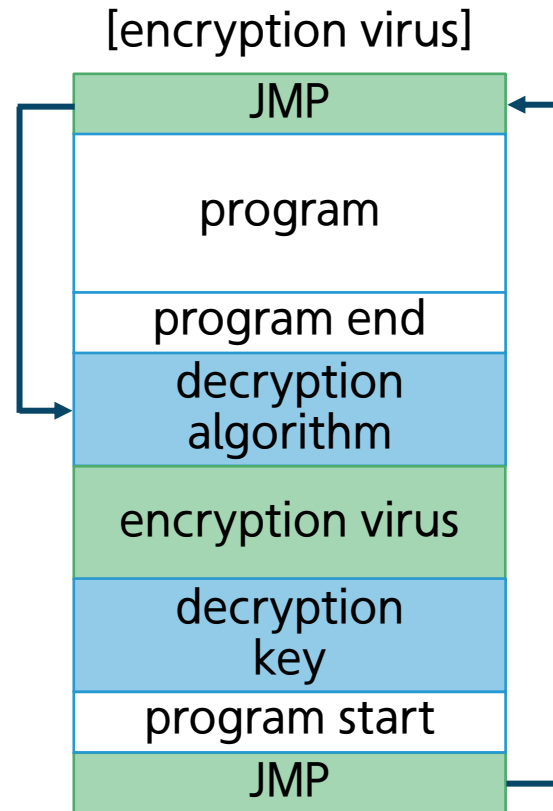 [encryption virus]
JMP
program
program end
decryption
algorithm
encryption virus
decryption
key
program start
JMP